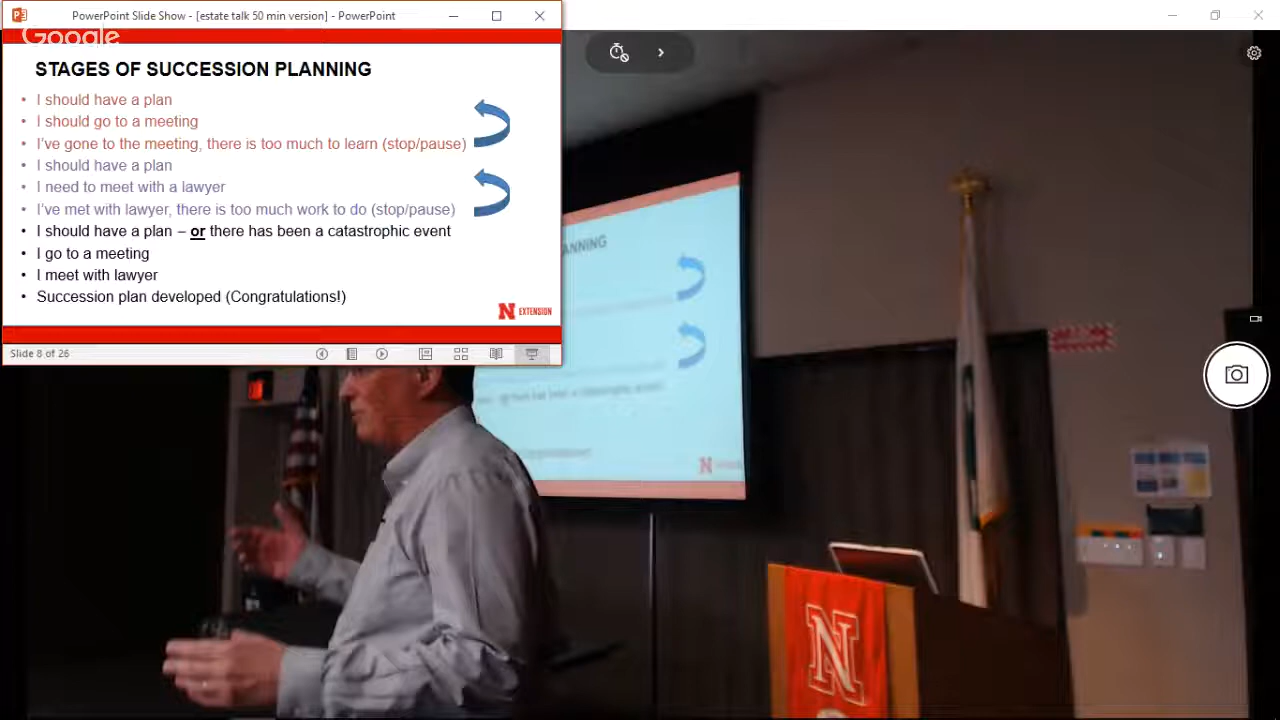 PowerPoint Slide Show - [estate talk 50 min version] - PowerPoint
Google
STAGES OF SUCCESSION PLANNING
• I should have a plan
• I should go to a meeting
• I've gone to the meeting, there is too much to learn (stop/pause)
• I should have a plan
• I need to meet with a lawyer
• I've met with lawyer, there is too much work to do (stop/pause)
• I should have a plan – or there has been a catastrophic event
• I go to a meeting
• I meet with lawyer
• Succession plan developed (Congratulations!)
N EXTENSION
Slide 8 of 26
ANNING
N
N